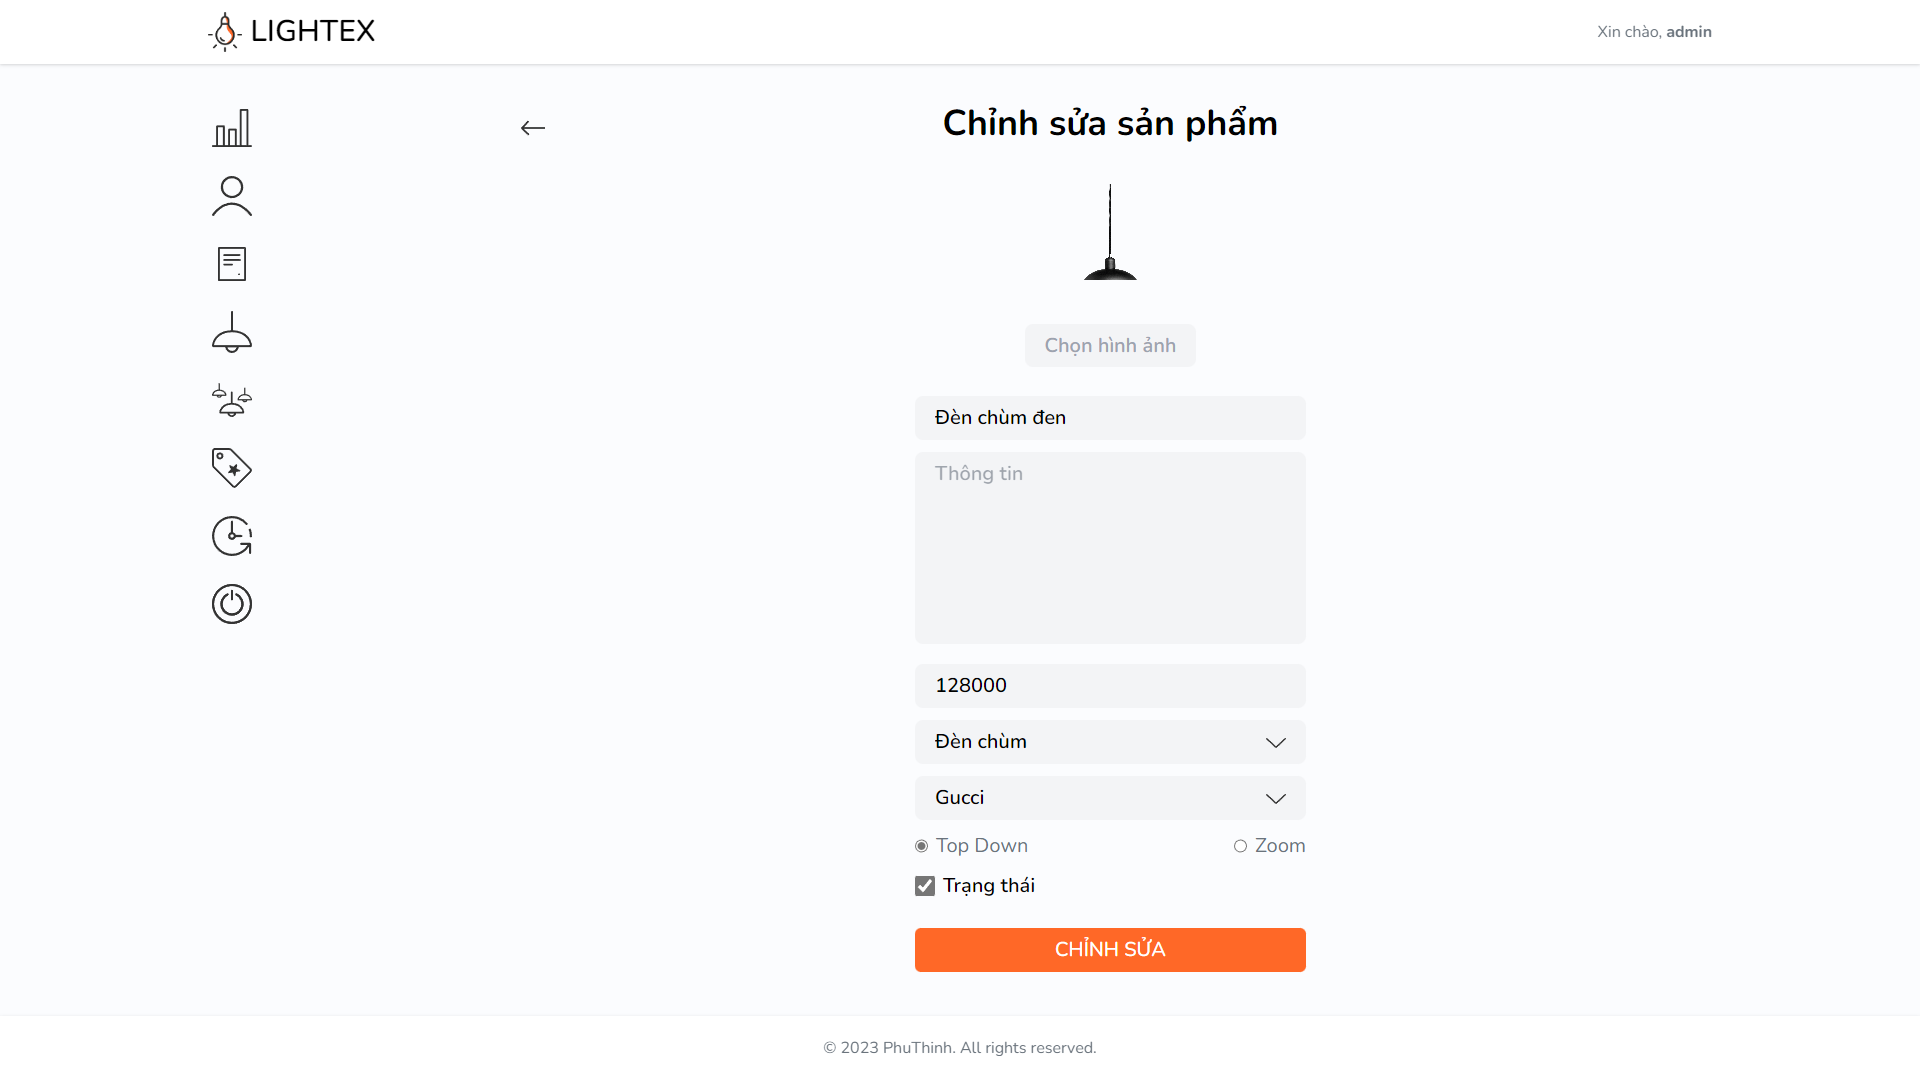 LIGHTEX
Xin chào, admin
Chỉnh sửa sản phẩm
Chọn hình ảnh
Đèn chùm đen
Thông tin
128000
Đèn chùm
Gucci
Top Down
Zoom
Trạng thái
CHỈNH SỬA
© 2023 PhuThinh. All rights reserved.